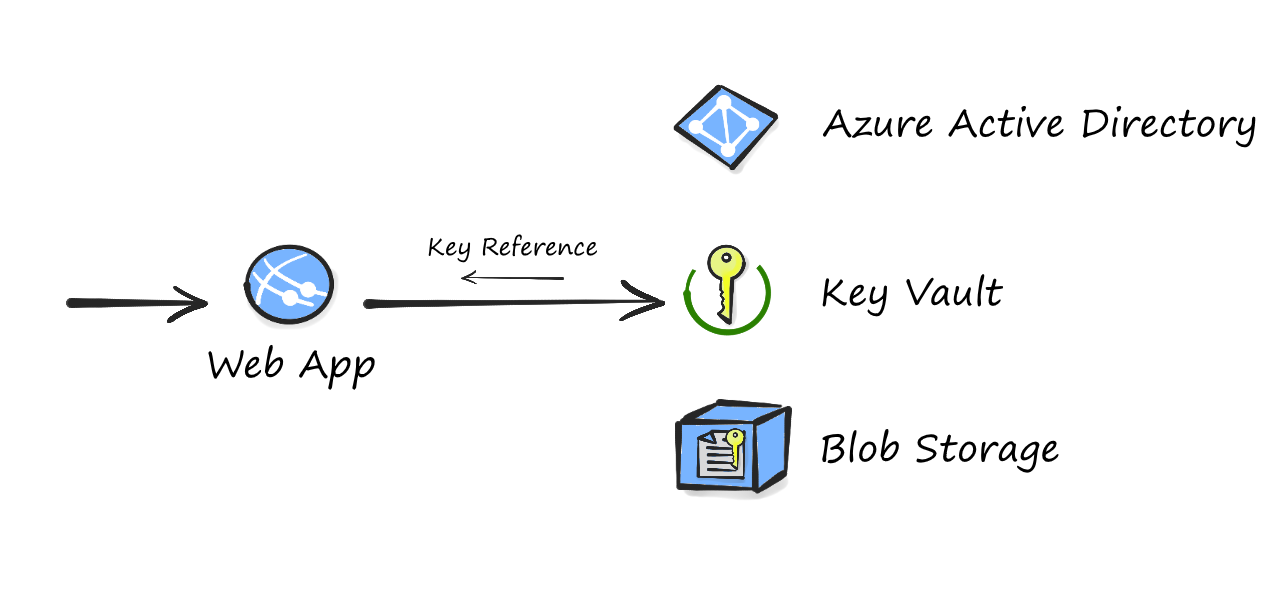 Azure Active Directory
Key Reference
Key Vault
Web App
Blob Storage